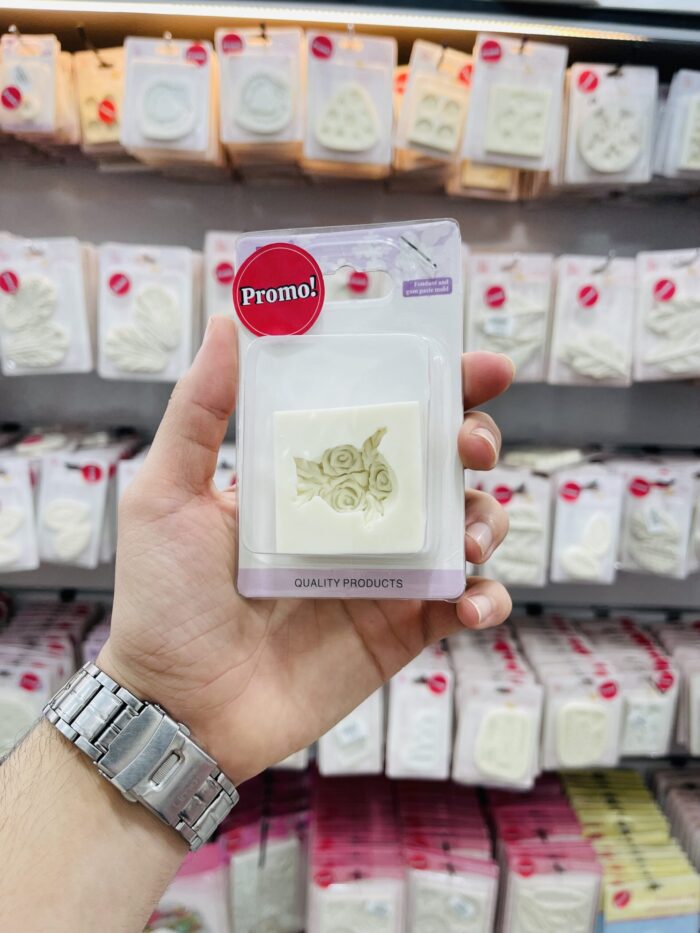 Promo!
Fondant and
gum paste mold
QUALITY PRODUCTS